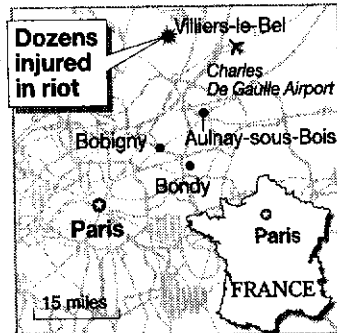 Dozens
injured
in riot
Villiers-le-Bel
Charles
De Gaulle Airport
Aulnay-sous-Bois
Bobigny
Bondy
Paris
15 miles
Paris
FRANCE